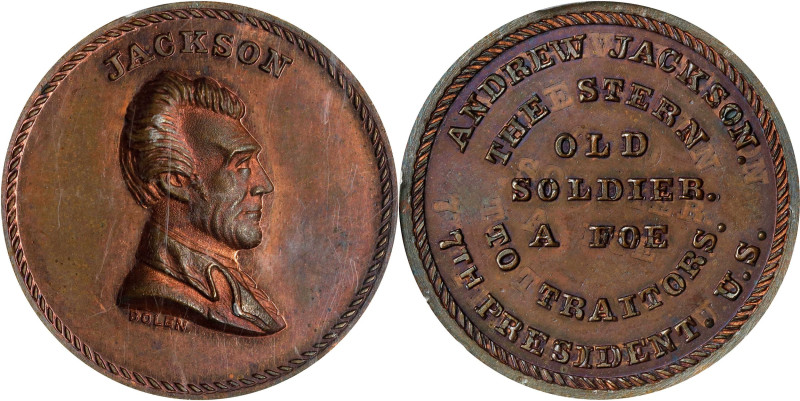 JACKSON
BOLEN
ANDREW JACKSON.
THE STERN
OLD
SOLDIER.
A FOE
TO TRAITORS.
7TH PRESIDENT. U.S.